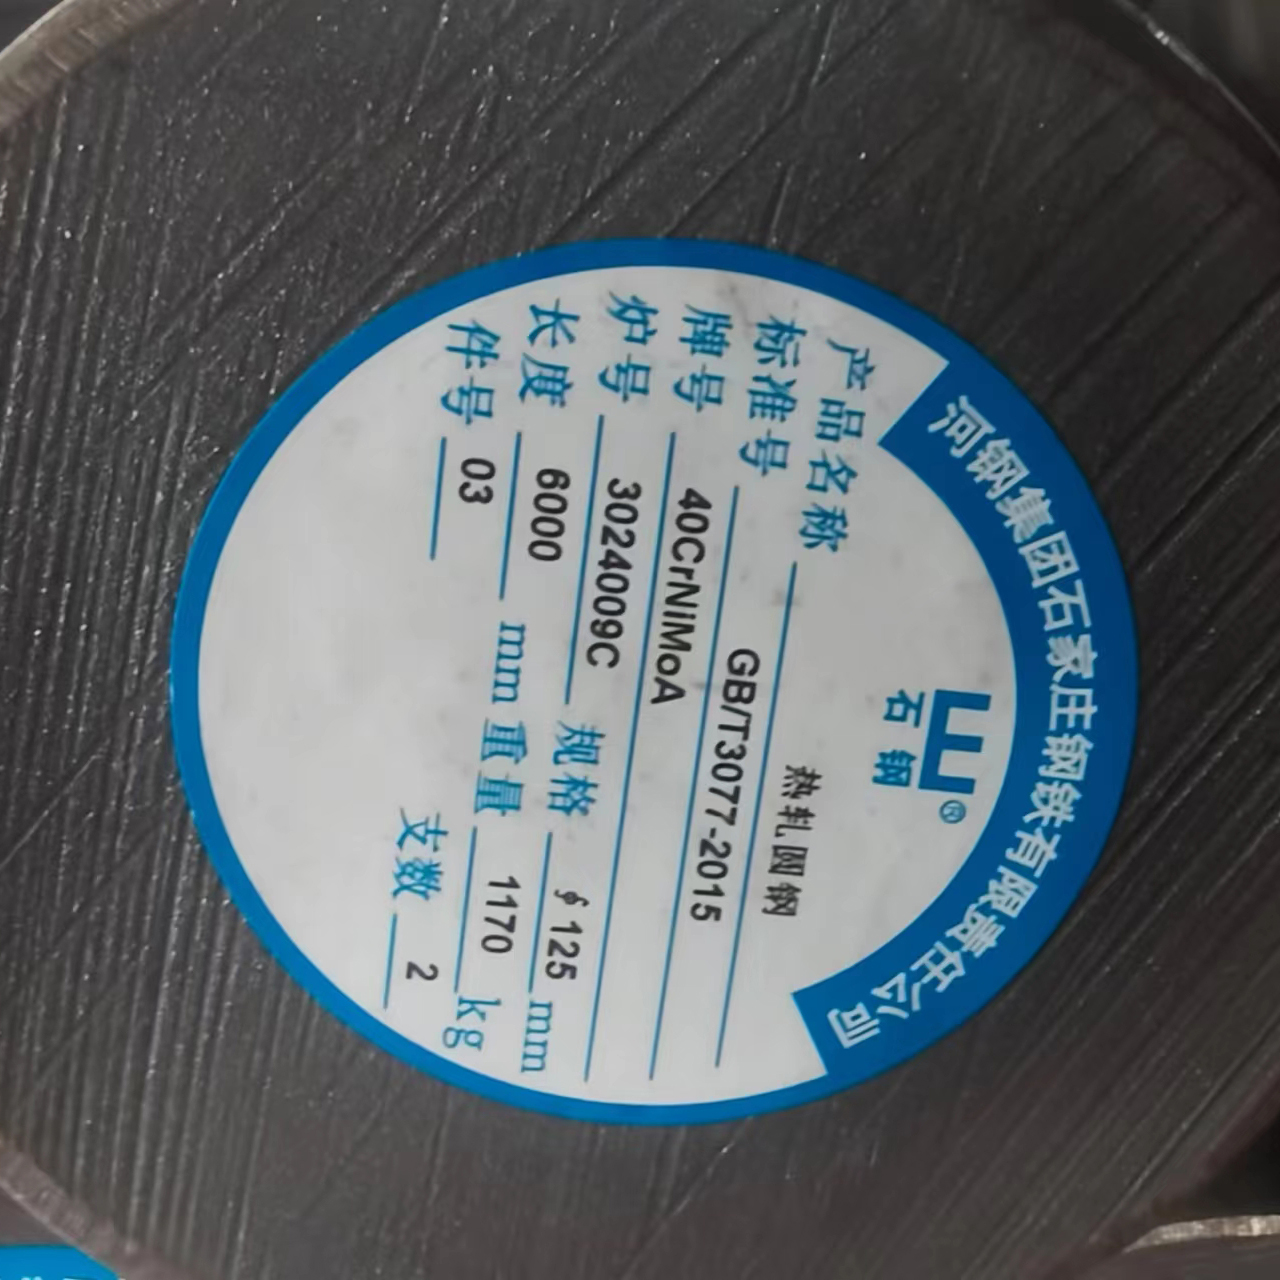 河钢集团石家庄钢铁有限责任公司
®
石钢
产品名称 热轧圆钢
标准号 GB/T3077-2015
牌号 40CrNiMoA
炉号 3024009C 规格 ∮125 mm
长度 6000 mm 重量 1170 kg
件号 03 支数 2